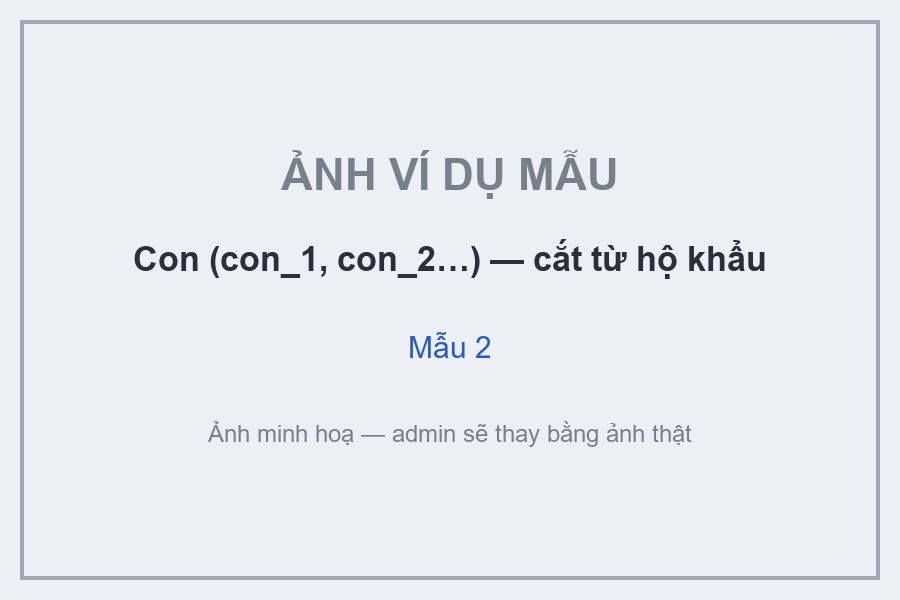 ẢNH VÍ DỤ MẪU
Con (con_1, con_2…) — cắt từ hộ khẩu
Mẫu 2
Ảnh minh hoạ — admin sẽ thay bằng ảnh thật